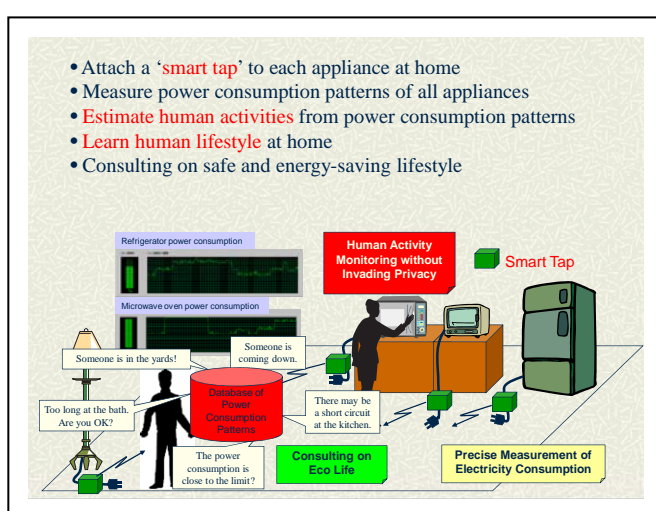 • Attach a ‘smart tap’ to each appliance at home
• Measure power consumption patterns of all appliances
• Estimate human activities from power consumption patterns
• Learn human lifestyle at home
• Consulting on safe and energy-saving lifestyle
Refrigerator power consumption
Human Activity
Monitoring without
Invading Privacy
Smart Tap
Microwave oven power consumption
Someone is
coming down.
Someone is in the yards!
Too long at the bath.
Are you OK?
Database of
Power
Consumption
Patterns
There may be
a short circuit
at the kitchen.
The power
consumption is
close to the limit?
Consulting on
Eco Life
Precise Measurement of
Electricity Consumption